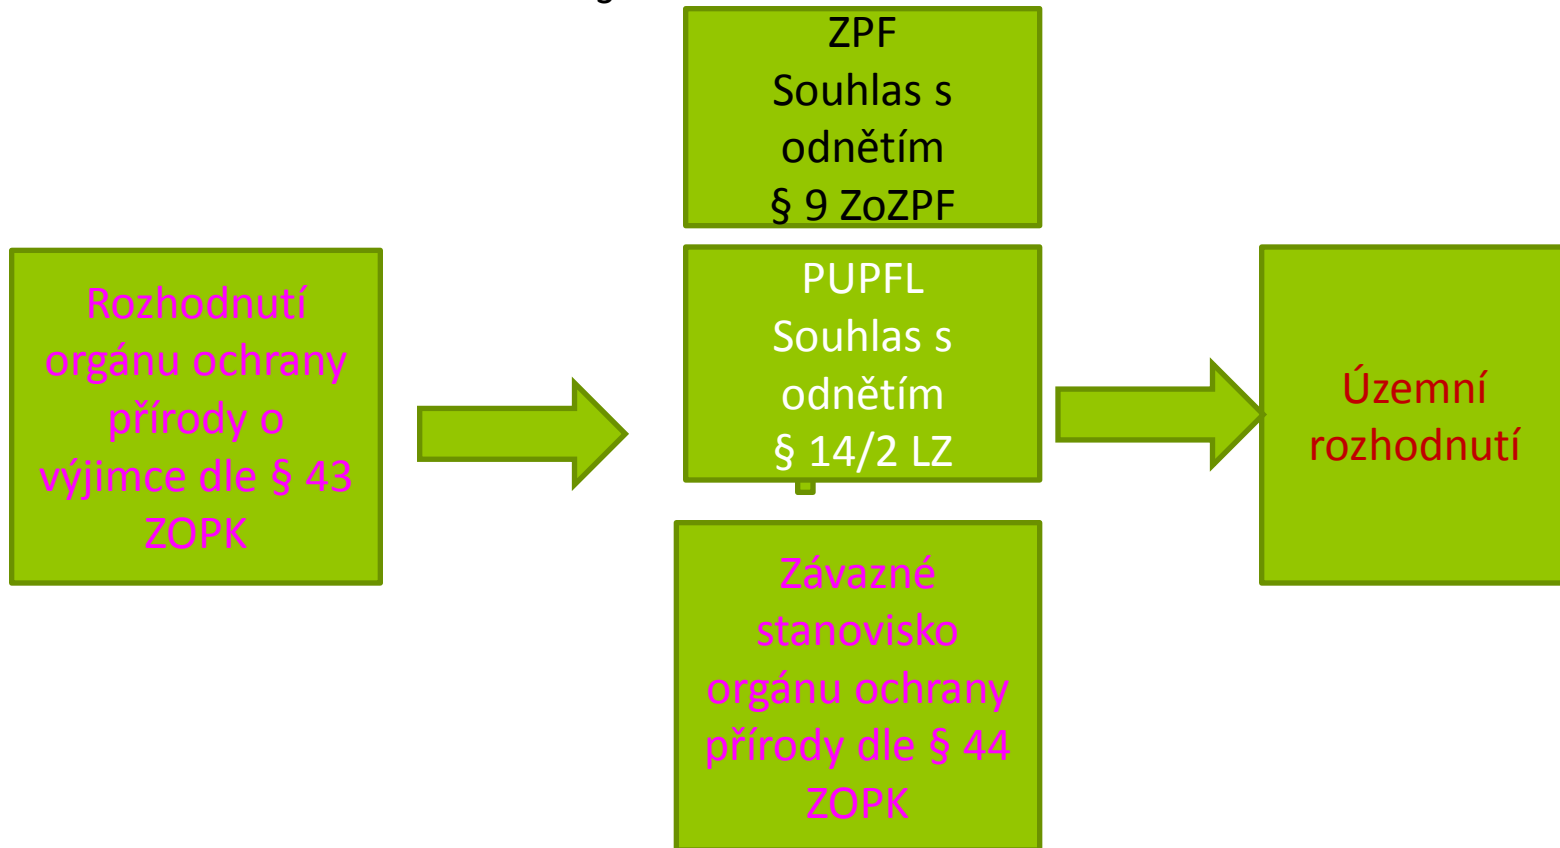 Rozhodnutí
orgánu ochrany
přírody o
výjimce dle § 43
ZOPK
ZPF
Souhlas s
odnětím
§ 9 ZoZPF
PUPFL
Souhlas s
odnětím
§ 14/2 LZ
Závazné
stanovisko
orgánu ochrany
přírody dle § 44
ZOPK
Územní
rozhodnutí